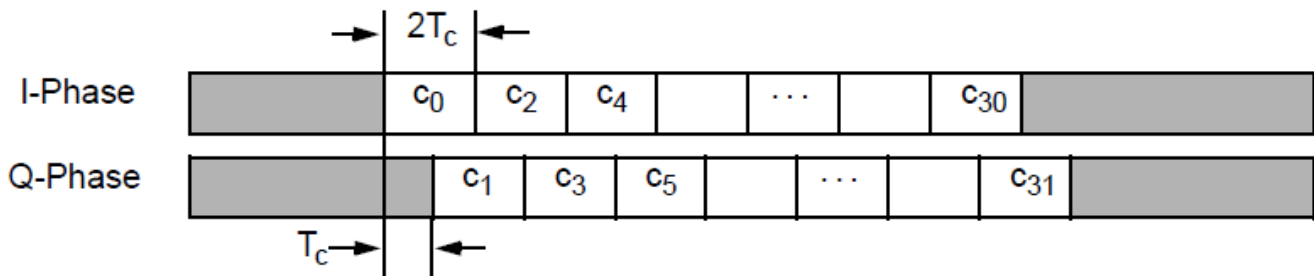 2Tc
I-Phase c0 c2 c4 ... c30
Q-Phase c1 c3 c5 ... c31
Tc